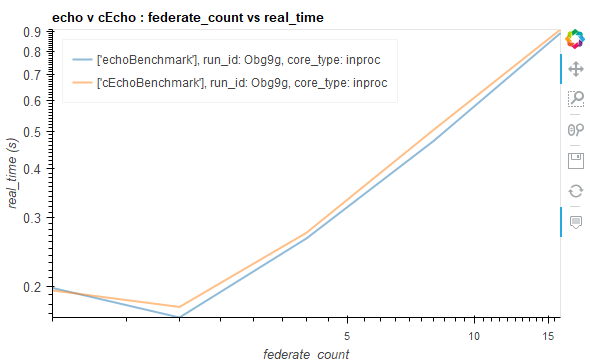 echo v cEcho : federate_count vs real_time
['echoBenchmark'], run_id: Obg9g, core_type: inproc
['cEchoBenchmark'], run_id: Obg9g, core_type: inproc
0.9
0.8
0.7
0.6
0.5
0.4
0.3
0.2
real_time (s)
5
10
15
federate_count